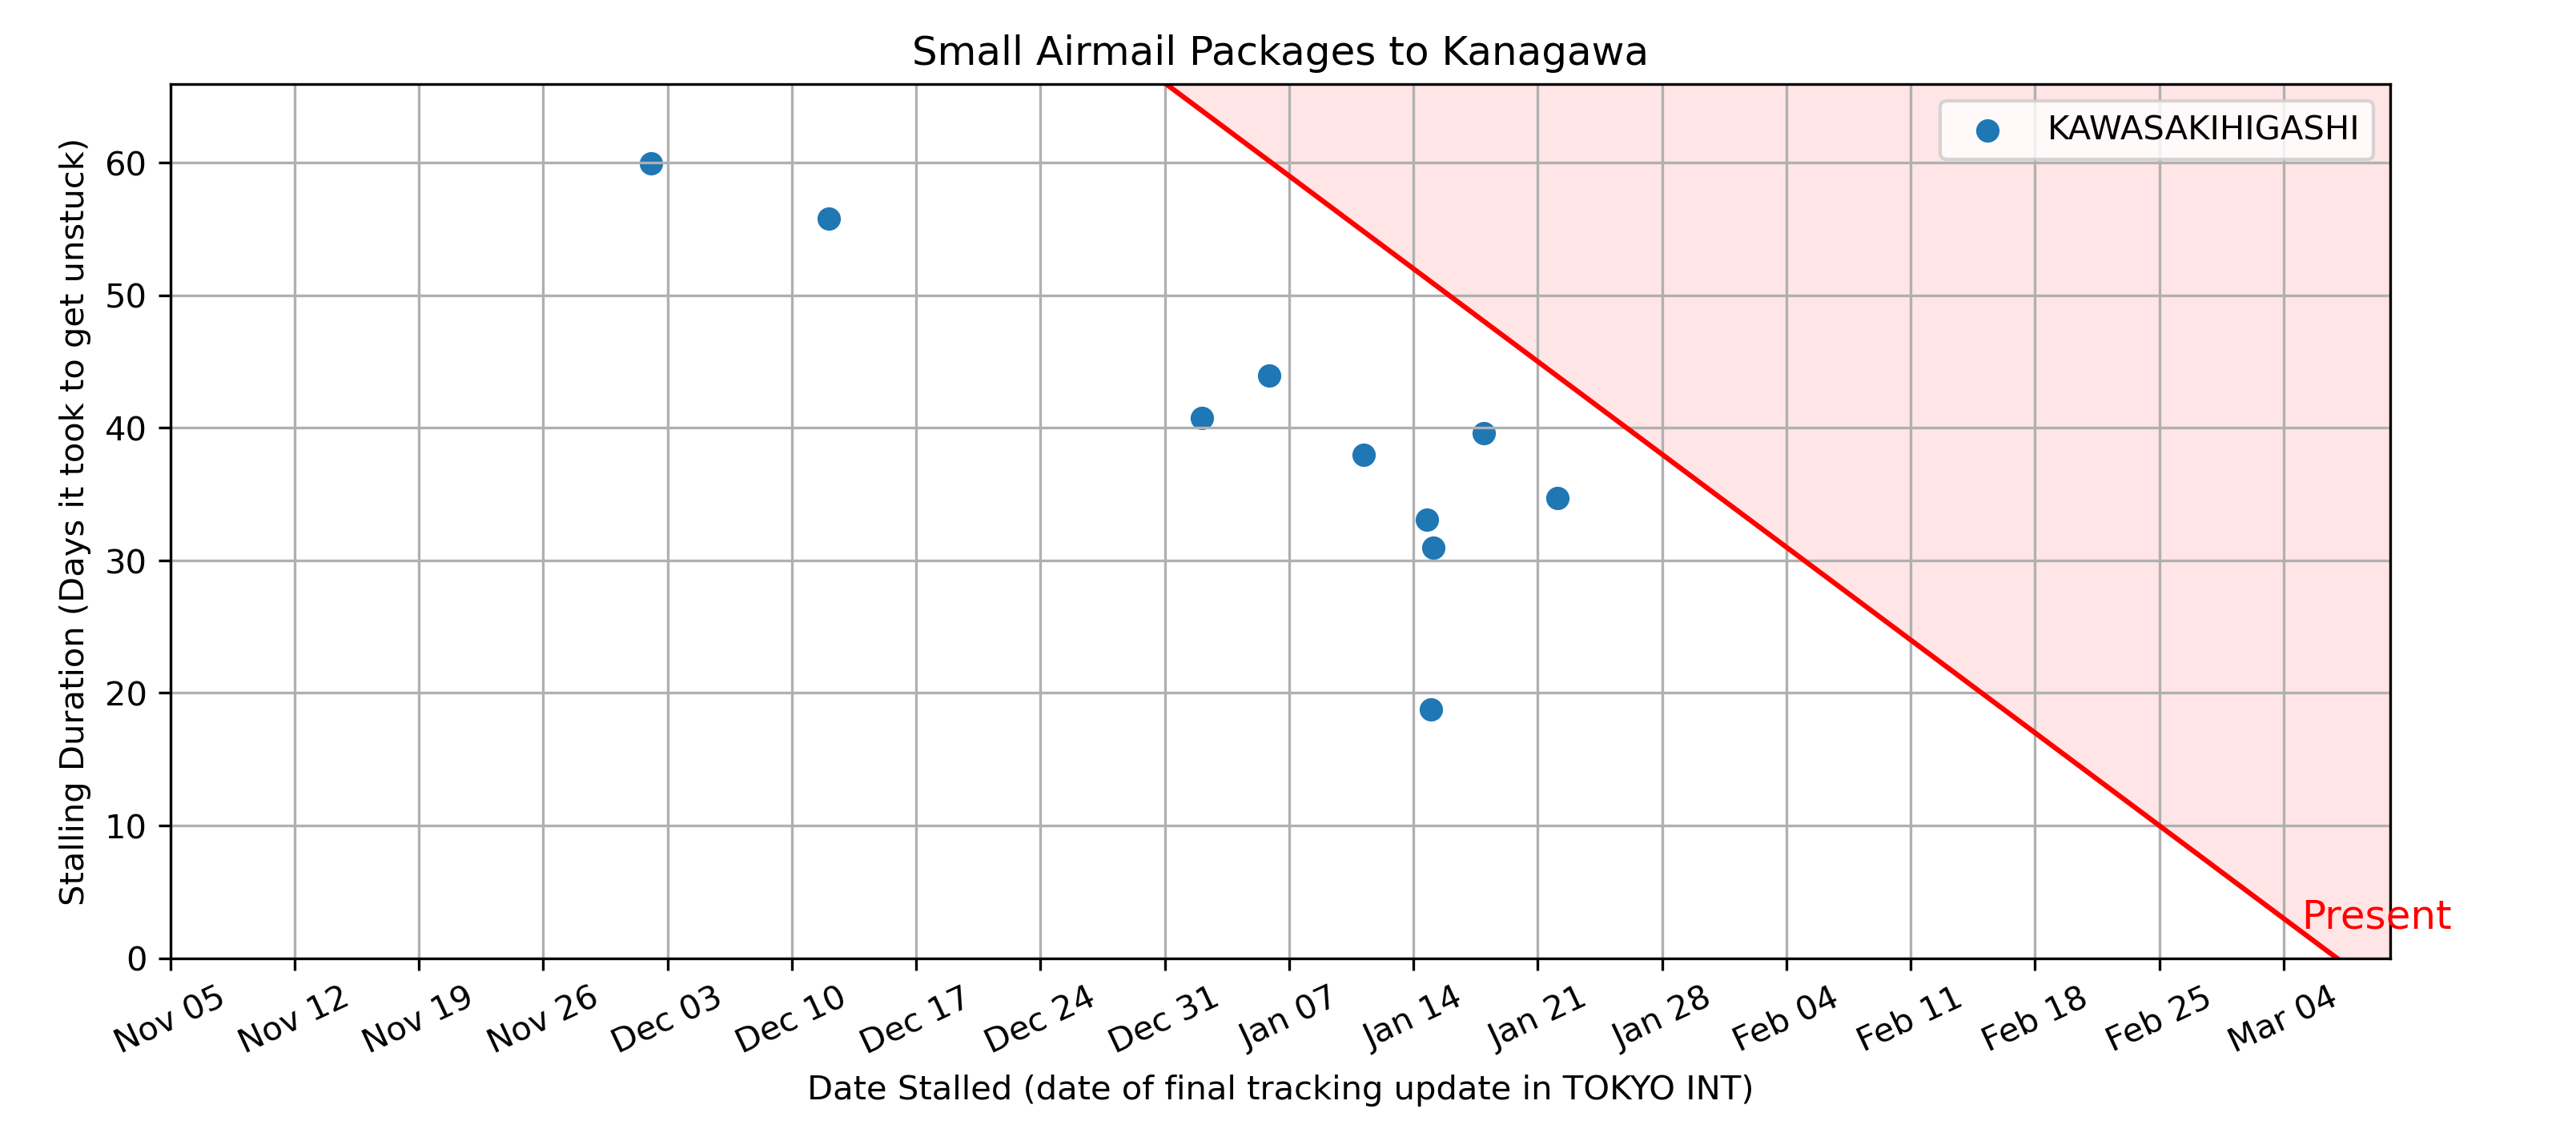 Small Airmail Packages to Kanagawa
KAWASAKIHIGASHI
Stalling Duration (Days it took to get unstuck)
60
50
40
30
20
10
0
Present
Nov 05
Nov 12
Nov 19
Nov 26
Dec 03
Dec 10
Dec 17
Dec 24
Dec 31
Jan 07
Jan 14
Jan 21
Jan 28
Feb 04
Feb 11
Feb 18
Feb 25
Mar 04
Date Stalled (date of final tracking update in TOKYO INT)